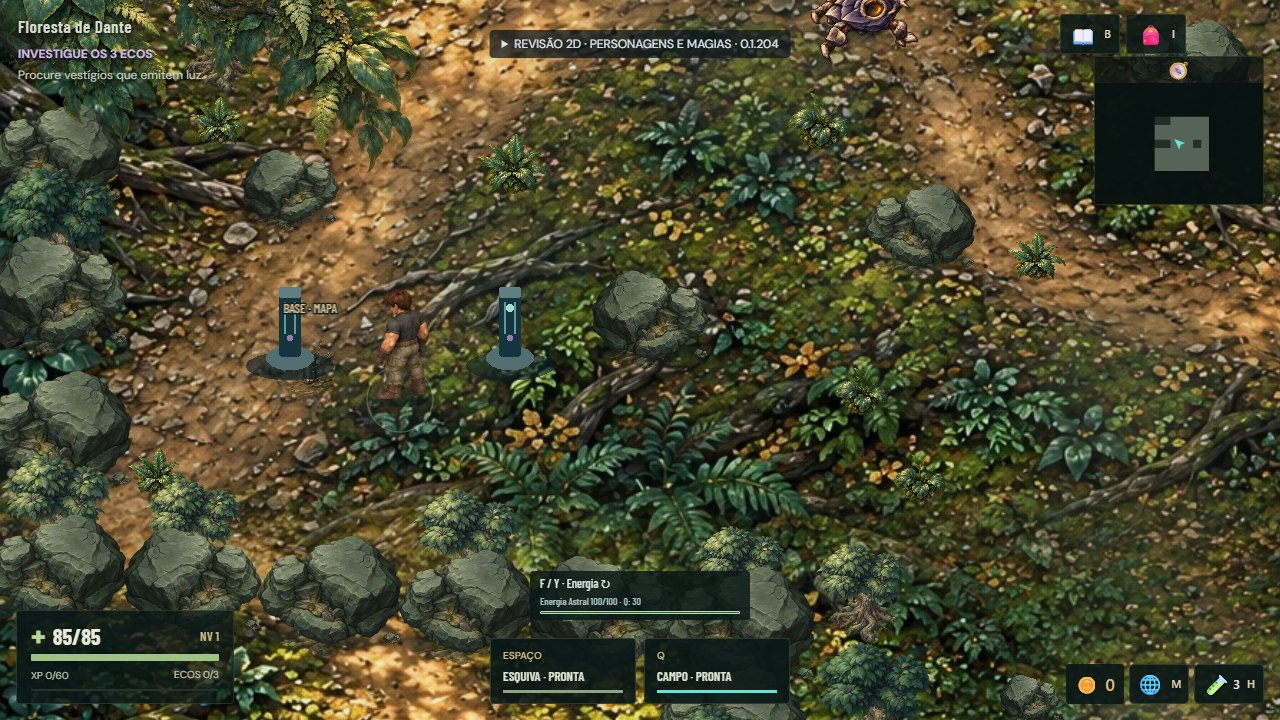 Floresta de Dante
INVESTIGUE OS 3 ECOS
Procure vestígios que emitem luz.
▶ REVISÃO 2D · PERSONAGENS E MAGIAS · 0.1.204
B
I
BASE · MAPA
F / Y · Energia ↻
Energia Astral 100/100 · Q: 30
85/85
NV 1
XP 0/60
ECOS 0/3
ESPAÇO
ESQUIVA · PRONTA
Q
CAMPO · PRONTA
0
M
3 H